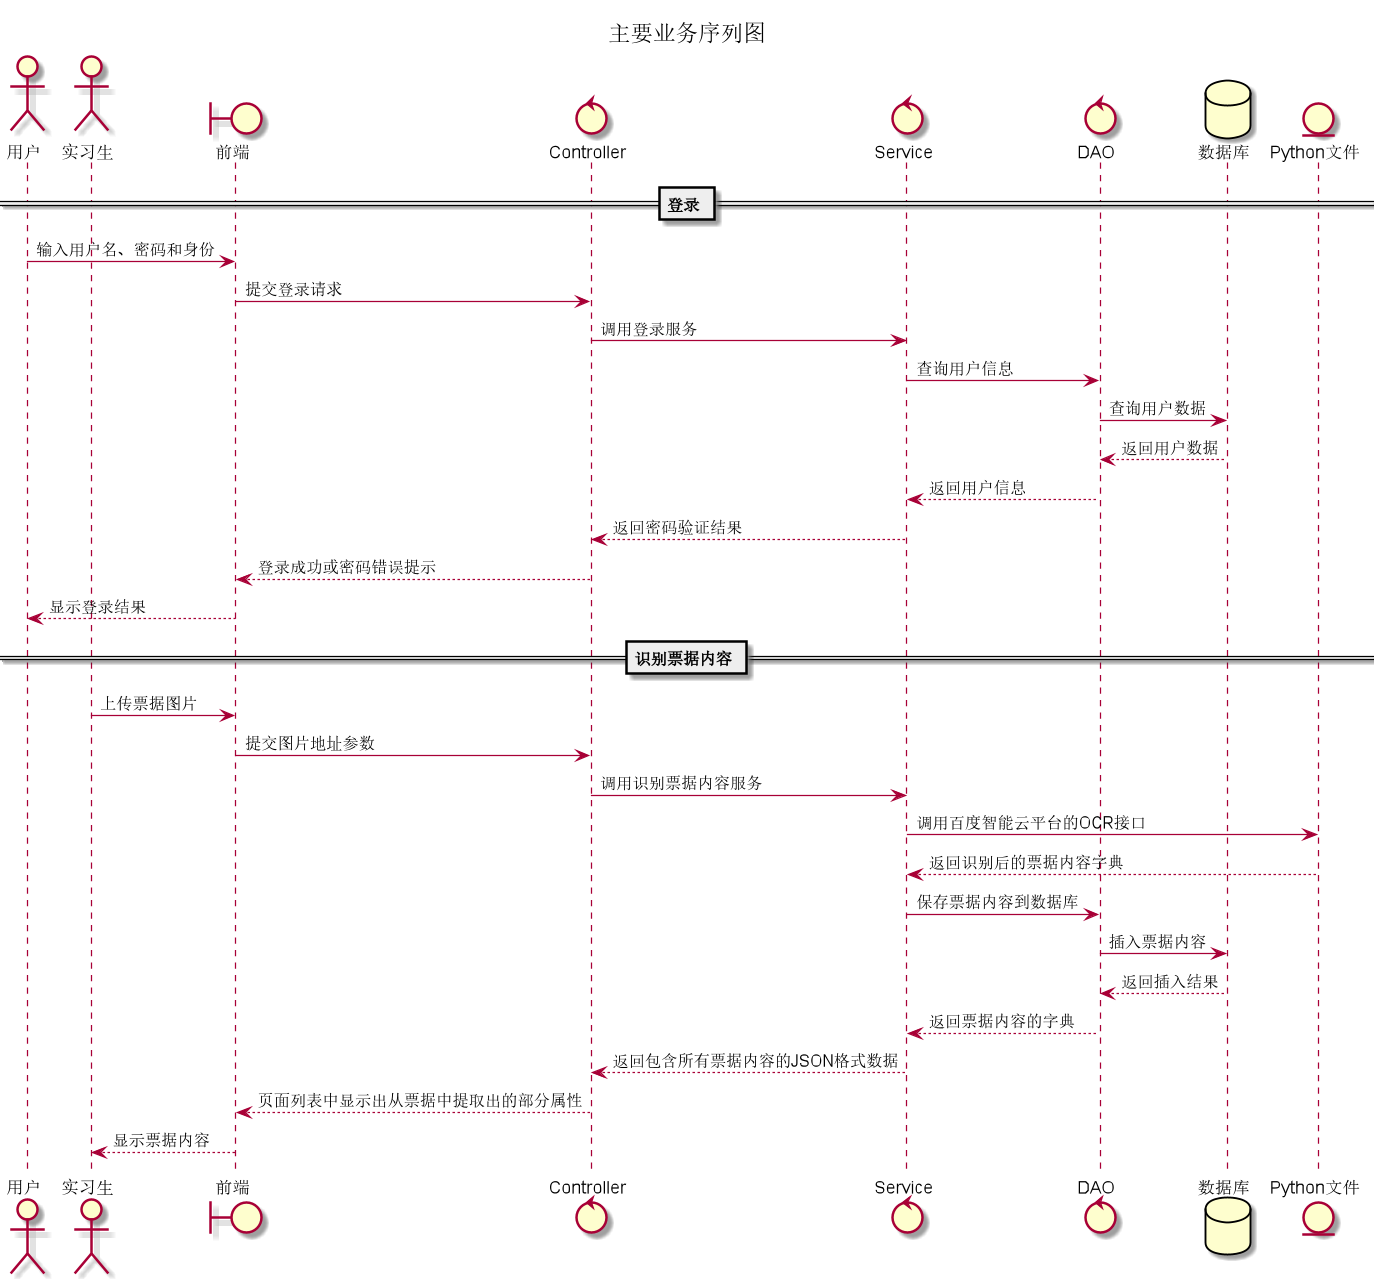 主要业务序列图
用户 实习生 前端 Controller Service DAO 数据库 Python文件
登录
输入用户名、密码和身份
提交登录请求
调用登录服务
查询用户信息
查询用户数据
返回用户数据
返回用户信息
返回密码验证结果
登录成功或密码错误提示
显示登录结果
识别票据内容
上传票据图片
提交图片地址参数
调用识别票据内容服务
调用百度智能云平台的OCR接口
返回识别后的票据内容字典
保存票据内容到数据库
插入票据内容
返回插入结果
返回票据内容的字典
返回包含所有票据内容的JSON格式数据
页面列表中显示出从票据中提取出的部分属性
显示票据内容
用户 实习生 前端 Controller Service DAO 数据库 Python文件